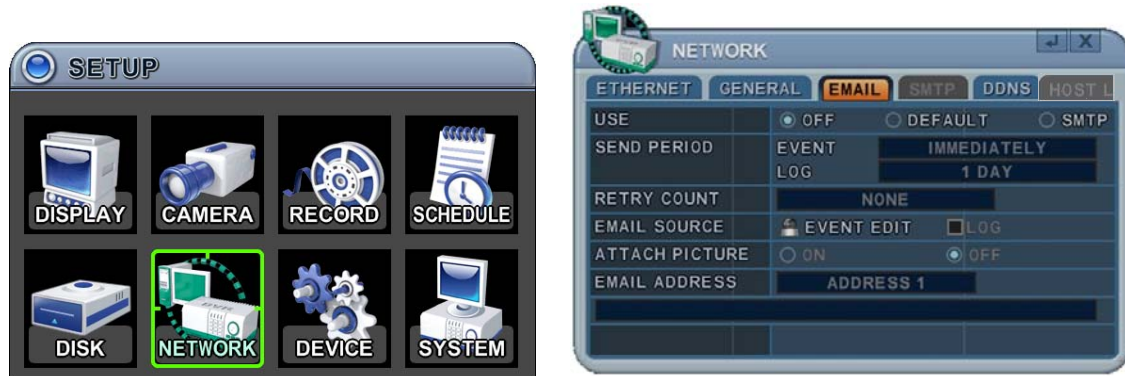 SETUP
DISPLAY CAMERA RECORD SCHEDULE
DISK NETWORK DEVICE SYSTEM
NETWORK
ETHERNET GENERAL EMAIL SMTP DDNS HOST L
USE OFF DEFAULT SMTP
SEND PERIOD EVENT IMMEDIATELY
LOG 1 DAY
RETRY COUNT NONE
EMAIL SOURCE EVENT EDIT LOG
ATTACH PICTURE ON OFF
EMAIL ADDRESS ADDRESS 1